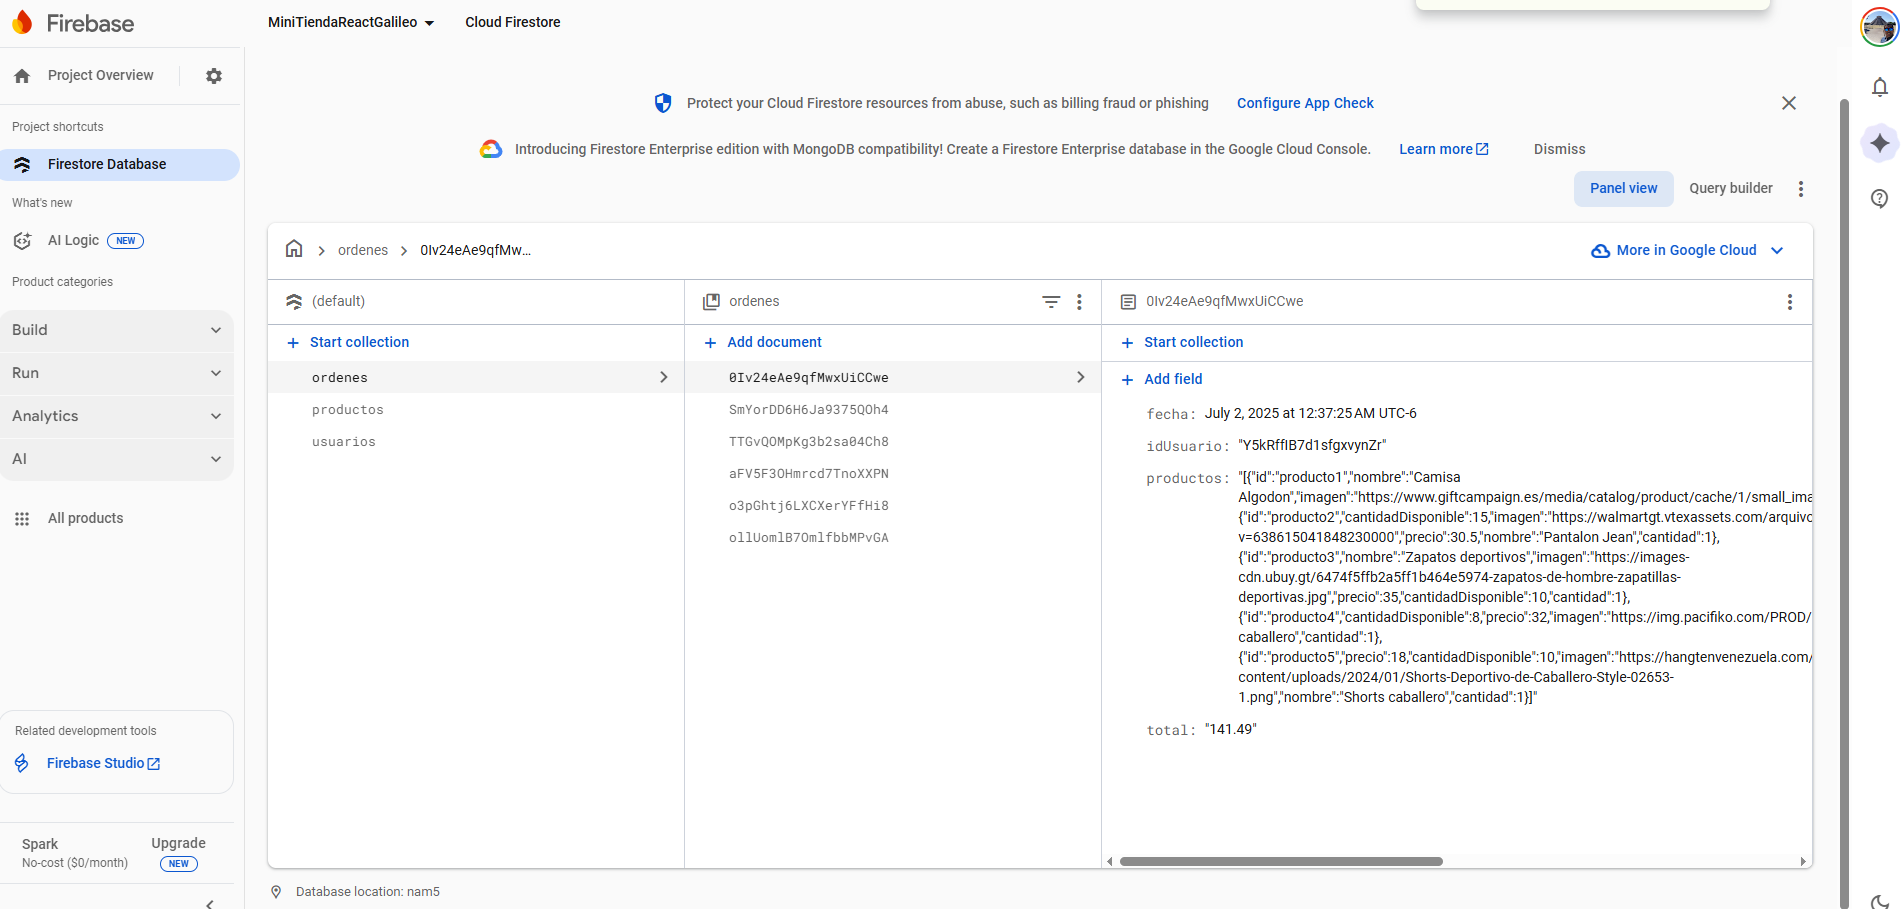 Firebase
MiniTiendaReactGalileo
Cloud Firestore
Project Overview
Project shortcuts
Firestore Database
What's new
AI Logic NEW
Product categories
Build
Run
Analytics
AI
All products
Related development tools
Firebase Studio
Spark
No-cost ($0/month)
Upgrade
NEW
Protect your Cloud Firestore resources from abuse, such as billing fraud or phishing Configure App Check
Introducing Firestore Enterprise edition with MongoDB compatibility! Create a Firestore Enterprise database in the Google Cloud Console. Learn more Dismiss
Panel view Query builder
ordenes 0Iv24eAe9qfMw...
More in Google Cloud
(default)
+ Start collection
ordenes
productos
usuarios
ordenes
+ Add document
0Iv24eAe9qfMwxUiCCwe
SmYorDD6H6Ja9375QOh4
TTGvQOMpKg3b2sa04Ch8
aFV5F3OHmrcd7TnoXXPN
o3pGhtj6LXCXerYFfHi8
ollUomlB7OmlfbbMPvGA
0Iv24eAe9qfMwxUiCCwe
+ Start collection
+ Add field
fecha: July 2, 2025 at 12:37:25 AM UTC-6
idUsuario: "Y5kRffIB7d1sfgxvynZr"
productos: "[{"id":"producto1","nombre":"Camisa
Algodon","imagen":"https://www.giftcampaign.es/media/catalog/product/cache/1/small_ima
{"id":"producto2","cantidadDisponible":15,"imagen":"https://walmartgt.vtexassets.com/arquivo
v=638615041848230000","precio":30.5,"nombre":"Pantalon Jean","cantidad":1},
{"id":"producto3","nombre":"Zapatos deportivos","imagen":"https://images-
cdn.ubuy.gt/6474f5ffb2a5ff1b464e5974-zapatos-de-hombre-zapatillas-
deportivas.jpg","precio":35,"cantidadDisponible":10,"cantidad":1},
{"id":"producto4","cantidadDisponible":8,"precio":32,"imagen":"https://img.pacifiko.com/PROD/
caballero","cantidad":1},
{"id":"producto5","precio":18,"cantidadDisponible":10,"imagen":"https://hangtenvenezuela.com/
content/uploads/2024/01/Shorts-Deportivo-de-Caballero-Style-02653-
1.png","nombre":"Shorts caballero","cantidad":1}]"
total: "141.49"
Database location: nam5